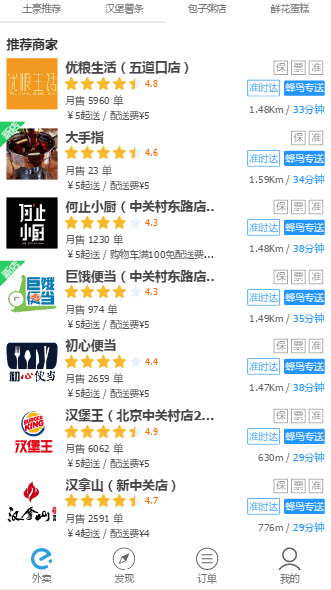 土豪推荐 汉堡薯条 包子粥店 鲜花蛋糕
推荐商家
优粮生活
优粮生活（五道口店） 保 票 准
4.8 准时达 蜂鸟专送
月售 5960 单
¥5起送 / 配送费¥5 1.48Km / 33分钟
新店
大手指 保 准
4.6 准时达 蜂鸟专送
月售 23 单
¥5起送 / 配送费¥5 1.59Km / 34分钟
何止小厨
何止小厨（中关村东路店.. 保 票 准
4.3 准时达 蜂鸟专送
月售 1230 单
¥5起送 / 购物车满100免配送费... 1.48Km / 38分钟
新店
巨饿便当
巨饿便当（中关村东路店.. 保 票 准
4.3 准时达 蜂鸟专送
月售 974 单
¥5起送 / 配送费¥5 1.49Km / 35分钟
初心便当
初心便当 保 票 准
4.4 准时达 蜂鸟专送
月售 2659 单
¥5起送 / 配送费¥5 1.47Km / 38分钟
BURGER KING
汉堡王
汉堡王（北京中关村店2... 保 票 准
4.9 准时达 蜂鸟专送
月售 6062 单
¥5起送 / 配送费¥5 630m / 29分钟
汉拿山
汉拿山（新中关店） 保 票 准
4.7 准时达 蜂鸟专送
月售 2591 单
¥4起送 / 配送费¥4 776m / 29分钟
外卖 发现 订单 我的